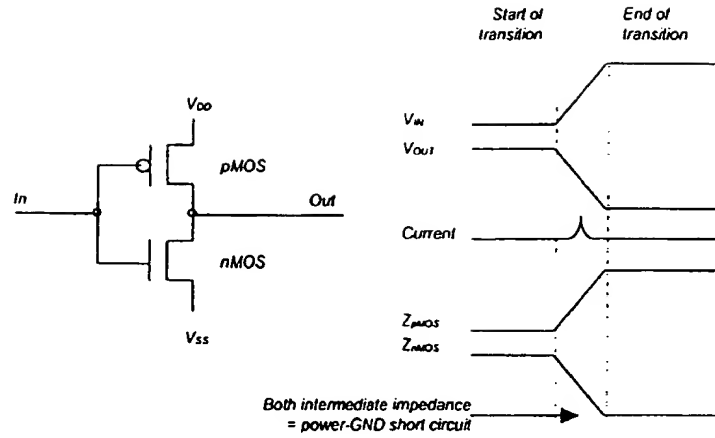 Start of
transition
End of
transition
VDD
pMOS
In
Out
nMOS
VSS
VIN
VOUT
Current
ZpMOS
ZnMOS
Both intermediate impedance
= power-GND short circuit